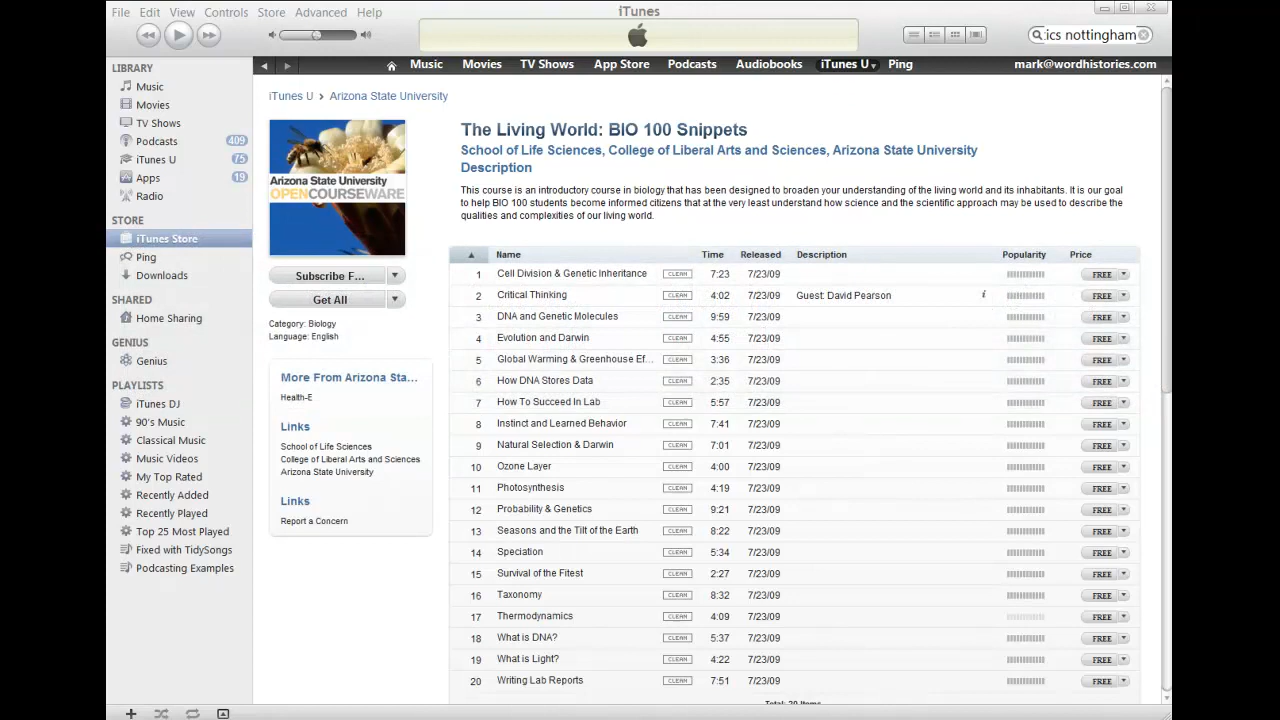 File Edit View Controls Store Advanced Help
iTunes
ics nottingham
Music Movies TV Shows App Store Podcasts Audiobooks iTunes U Ping mark@wordhistories.com
LIBRARY
Music
Movies
TV Shows
Podcasts 409
iTunes U 75
Apps 19
Radio
STORE
iTunes Store
Ping
Downloads
SHARED
Home Sharing
GENIUS
Genius
PLAYLISTS
iTunes DJ
90's Music
Classical Music
Music Videos
My Top Rated
Recently Added
Recently Played
Top 25 Most Played
Fixed with TidySongs
Podcasting Examples
iTunes U > Arizona State University
Arizona State University
OPENCOURSEWARE
Subscribe F...
Get All
Category: Biology
Language: English
More From Arizona Sta...
Health-E
Links
School of Life Sciences
College of Liberal Arts and Sciences
Arizona State University
Links
Report a Concern
The Living World: BIO 100 Snippets
School of Life Sciences, College of Liberal Arts and Sciences, Arizona State University
Description
This course is an introductory course in biology that has been designed to broaden your understanding of the living world and its inhabitants. It is our goal
to help BIO 100 students become informed citizens that at the very least understand how science and the scientific approach may be used to describe the
qualities and complexities of our living world.
Name Time Released Description Popularity Price
1 Cell Division & Genetic Inheritance CLEAN 7:23 7/23/09 FREE
2 Critical Thinking CLEAN 4:02 7/23/09 Guest: David Pearson i FREE
3 DNA and Genetic Molecules CLEAN 9:59 7/23/09 FREE
4 Evolution and Darwin CLEAN 4:55 7/23/09 FREE
5 Global Warming & Greenhouse Ef... CLEAN 3:36 7/23/09 FREE
6 How DNA Stores Data CLEAN 2:35 7/23/09 FREE
7 How To Succeed In Lab CLEAN 5:57 7/23/09 FREE
8 Instinct and Learned Behavior CLEAN 7:41 7/23/09 FREE
9 Natural Selection & Darwin CLEAN 7:01 7/23/09 FREE
10 Ozone Layer CLEAN 4:00 7/23/09 FREE
11 Photosynthesis CLEAN 4:19 7/23/09 FREE
12 Probability & Genetics CLEAN 9:21 7/23/09 FREE
13 Seasons and the Tilt of the Earth CLEAN 8:22 7/23/09 FREE
14 Speciation CLEAN 5:34 7/23/09 FREE
15 Survival of the Fitest CLEAN 2:27 7/23/09 FREE
16 Taxonomy CLEAN 8:32 7/23/09 FREE
17 Thermodynamics CLEAN 4:09 7/23/09 FREE
18 What is DNA? CLEAN 5:37 7/23/09 FREE
19 What is Light? CLEAN 4:22 7/23/09 FREE
20 Writing Lab Reports CLEAN 7:51 7/23/09 FREE
Total: 20 Items